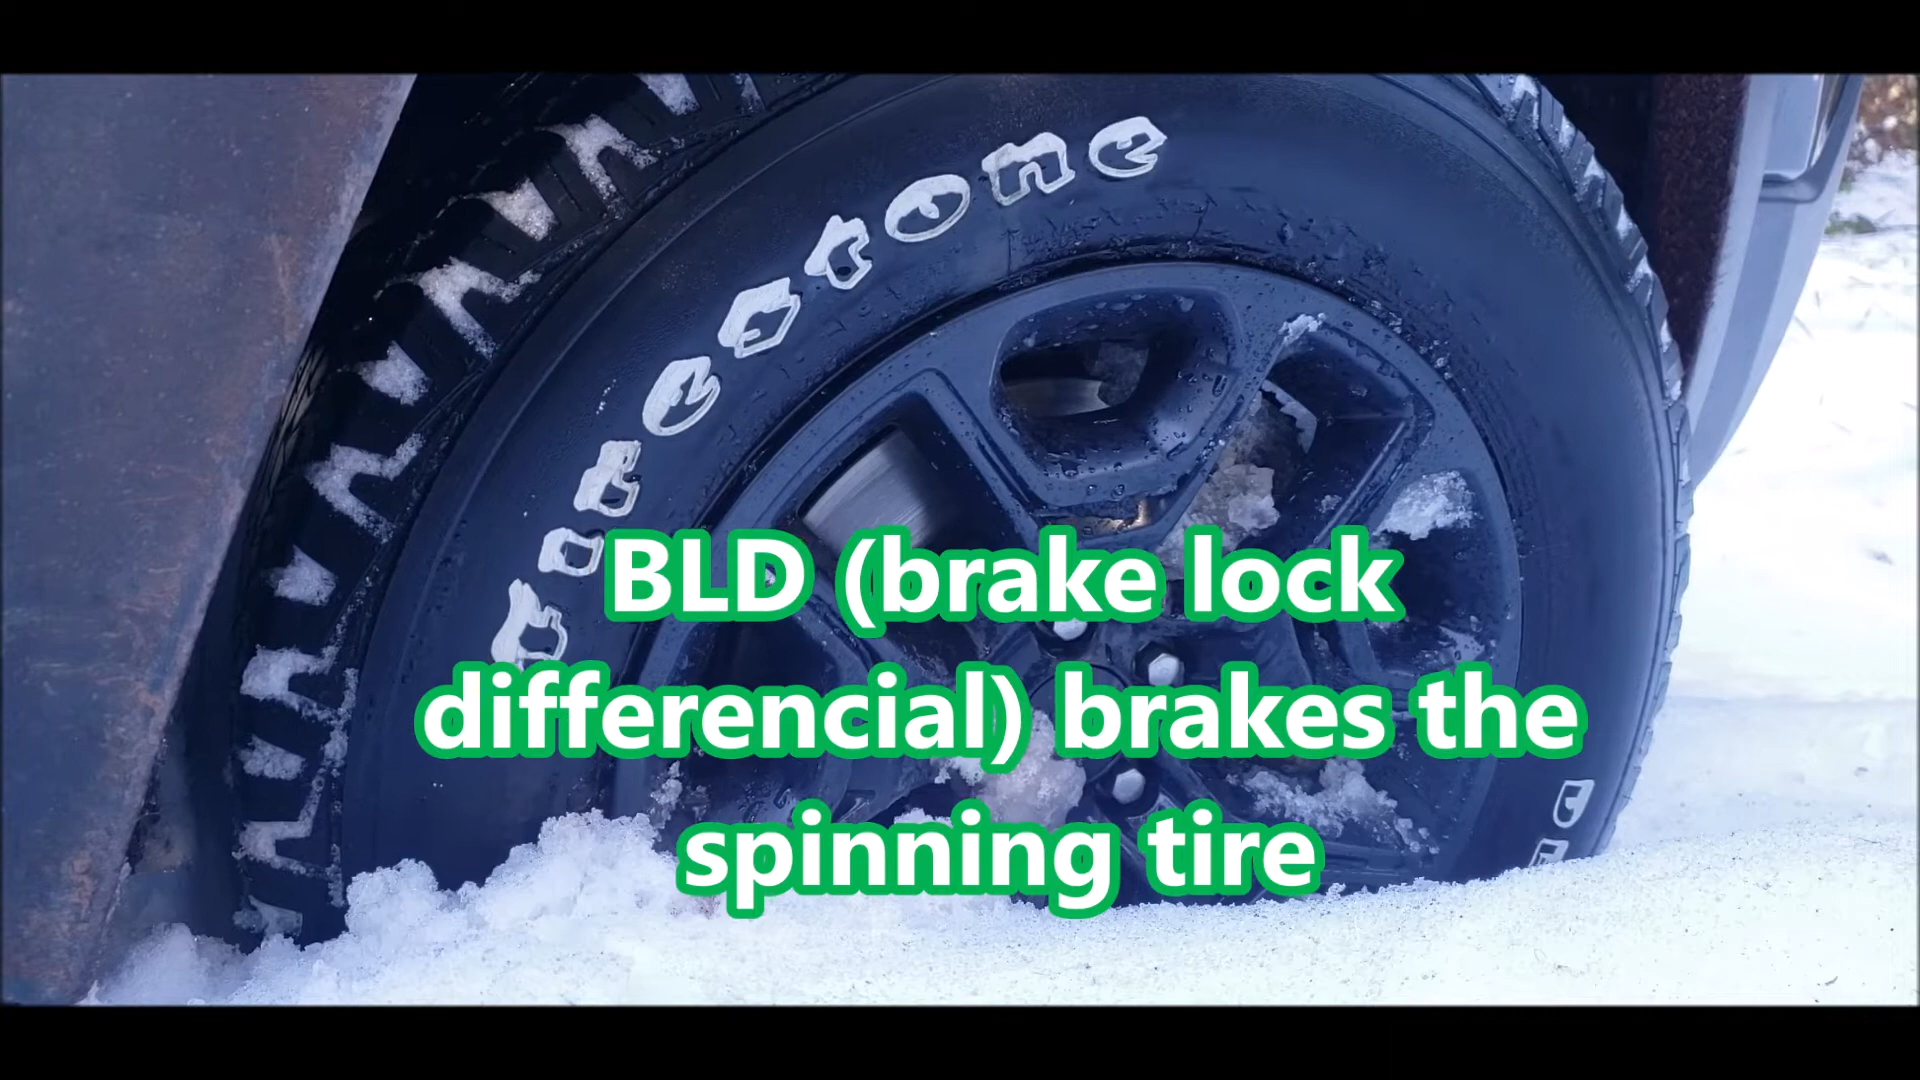 Firestone
BLD (brake lock
differencial) brakes the
spinning tire